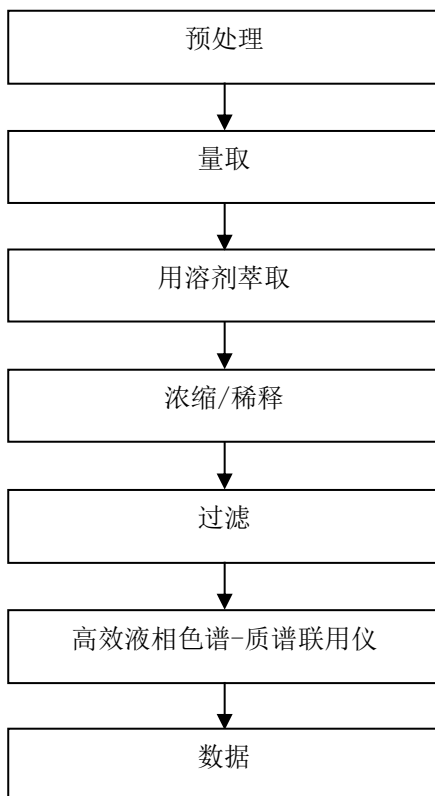 预处理
量取
用溶剂萃取
浓缩/稀释
过滤
高效液相色谱-质谱联用仪
数据